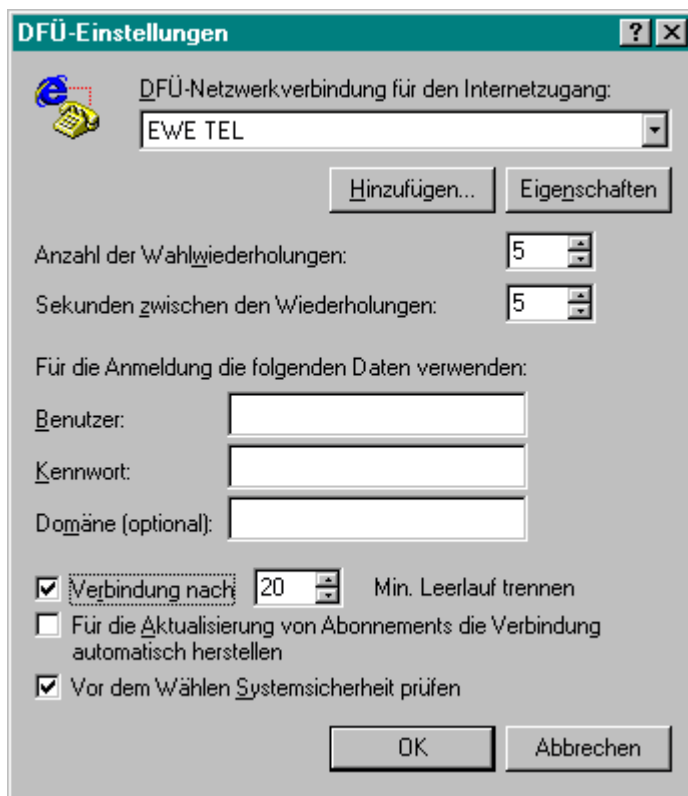 DFÜ-Einstellungen
DFÜ-Netzwerkverbindung für den Internetzugang:
EWE TEL
Hinzufügen... Eigenschaften
Anzahl der Wahlwiederholungen: 5
Sekunden zwischen den Wiederholungen: 5
Für die Anmeldung die folgenden Daten verwenden:
Benutzer:
Kennwort:
Domäne (optional):
Verbindung nach 20 Min. Leerlauf trennen
Für die Aktualisierung von Abonnements die Verbindung
automatisch herstellen
Vor dem Wählen Systemsicherheit prüfen
OK Abbrechen